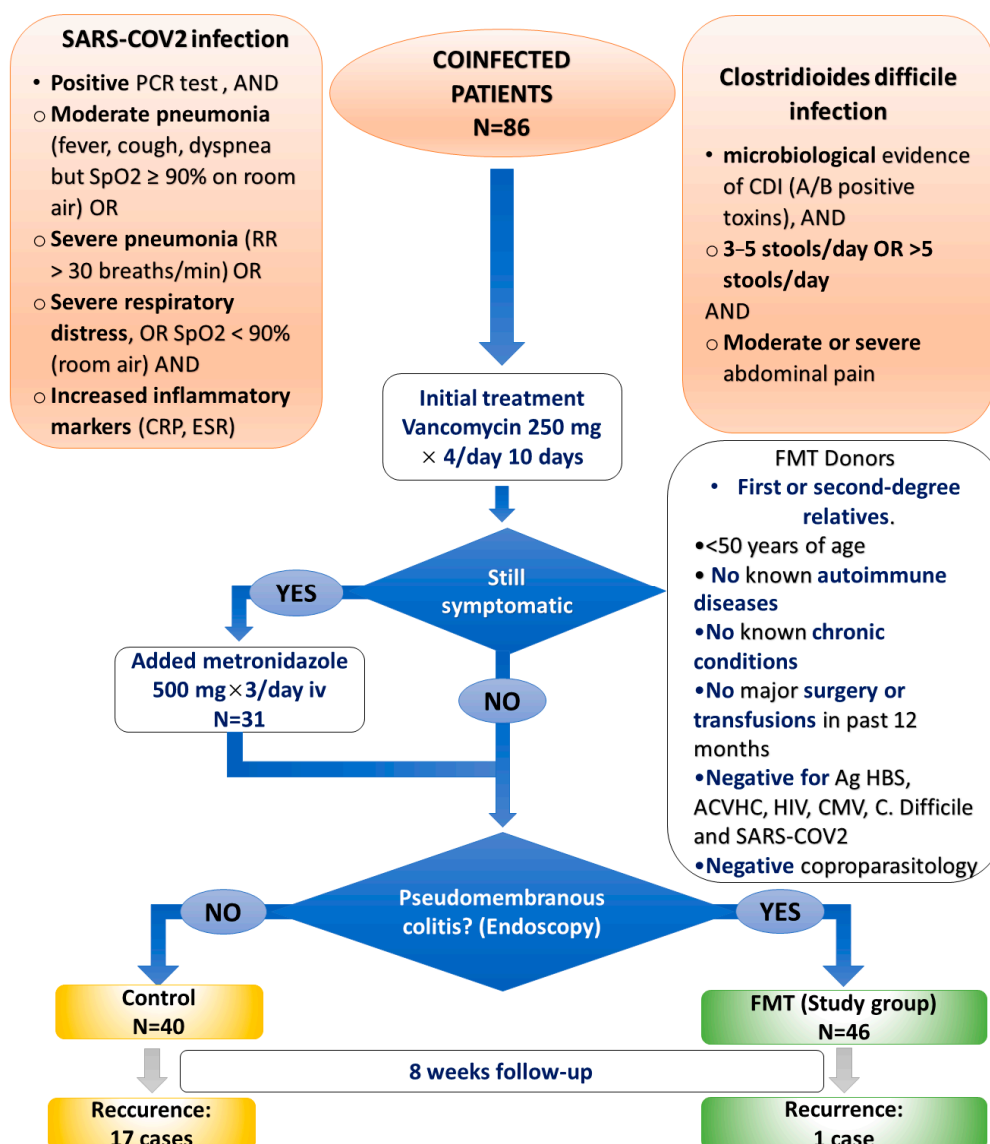 SARS-COV2 infection
• Positive PCR test , AND
○ Moderate pneumonia
(fever, cough, dyspnea
but SpO2 ≥ 90% on room
air) OR
○ Severe pneumonia (RR
> 30 breaths/min) OR
○ Severe respiratory
distress, OR SpO2 < 90%
(room air) AND
○ Increased inflammatory
markers (CRP, ESR)
COINFECTED
PATIENTS
N=86
Clostridioides difficile
infection
• microbiological evidence
of CDI (A/B positive
toxins), AND
○ 3–5 stools/day OR >5
stools/day
AND
○ Moderate or severe
abdominal pain
Initial treatment
Vancomycin 250 mg
× 4/day 10 days
FMT Donors
• First or second-degree
relatives.
•<50 years of age
• No known autoimmune
diseases
•No known chronic
conditions
•No major surgery or
transfusions in past 12
months
•Negative for Ag HBS,
ACVHC, HIV, CMV, C. Difficile
and SARS-COV2
•Negative coproparasitology
Still
symptomatic
YES
Added metronidazole
500 mg×3/day iv
N=31
NO
Pseudomembranous
colitis? (Endoscopy)
NO
YES
Control
N=40
FMT (Study group)
N=46
8 weeks follow-up
Reccurence:
17 cases
Recurrence:
1 case